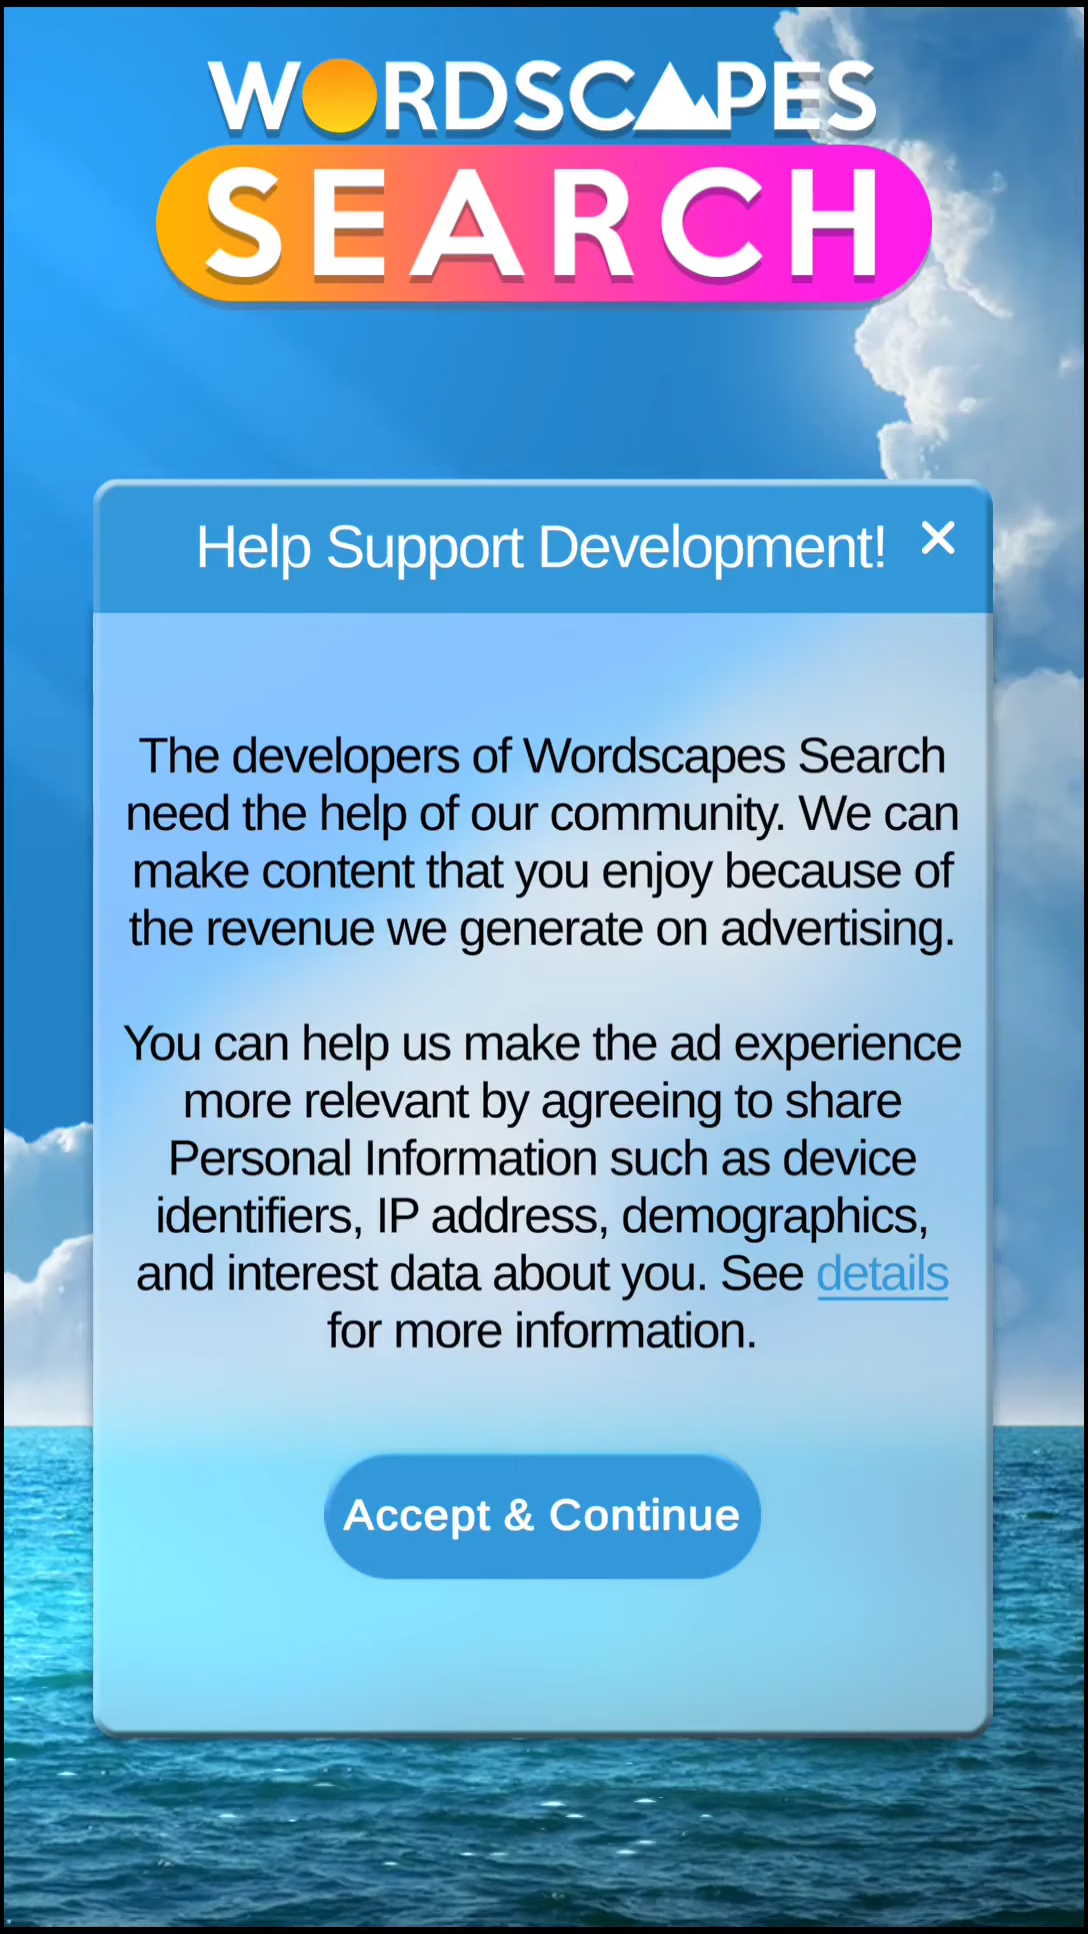 WORDSCAPES
SEARCH
Help Support Development!
The developers of Wordscapes Search
need the help of our community. We can
make content that you enjoy because of
the revenue we generate on advertising.
You can help us make the ad experience
more relevant by agreeing to share
Personal Information such as device
identifiers, IP address, demographics,
and interest data about you. See details
for more information.
Accept & Continue